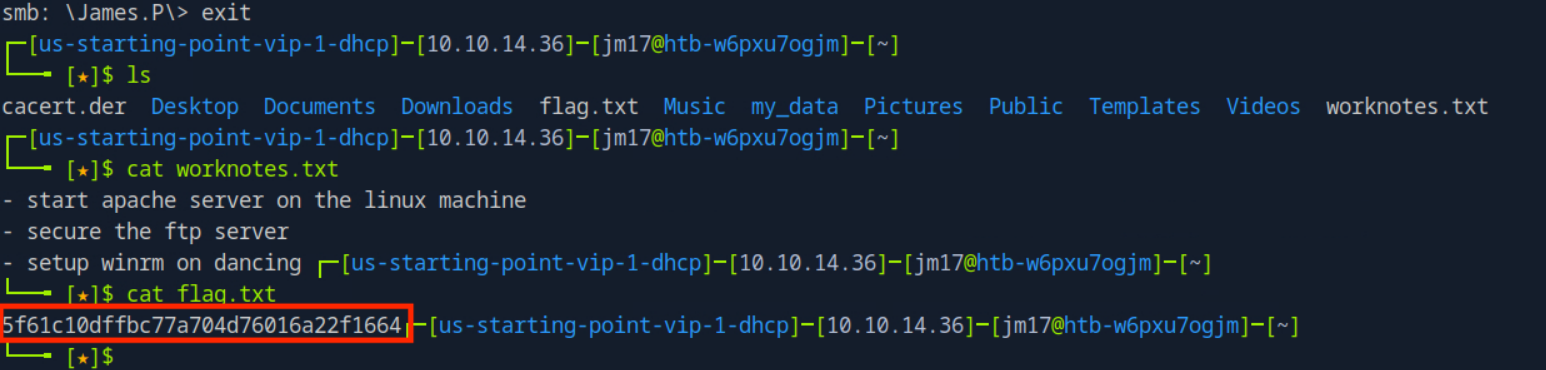 smb: \James.P\> exit
┌─[us-starting-point-vip-1-dhcp]─[10.10.14.36]─[jm17@htb-w6pxu7ogjm]─[~]
└──╼ [★]$ ls
cacert.der  Desktop  Documents  Downloads  flag.txt  Music  my_data  Pictures  Public  Templates  Videos  worknotes.txt
┌─[us-starting-point-vip-1-dhcp]─[10.10.14.36]─[jm17@htb-w6pxu7ogjm]─[~]
└──╼ [★]$ cat worknotes.txt
- start apache server on the linux machine
- secure the ftp server
- setup winrm on dancing ┌─[us-starting-point-vip-1-dhcp]─[10.10.14.36]─[jm17@htb-w6pxu7ogjm]─[~]
└──╼ [★]$ cat flag.txt
5f61c10dffbc77a704d76016a22f1664┌─[us-starting-point-vip-1-dhcp]─[10.10.14.36]─[jm17@htb-w6pxu7ogjm]─[~]
└──╼ [★]$